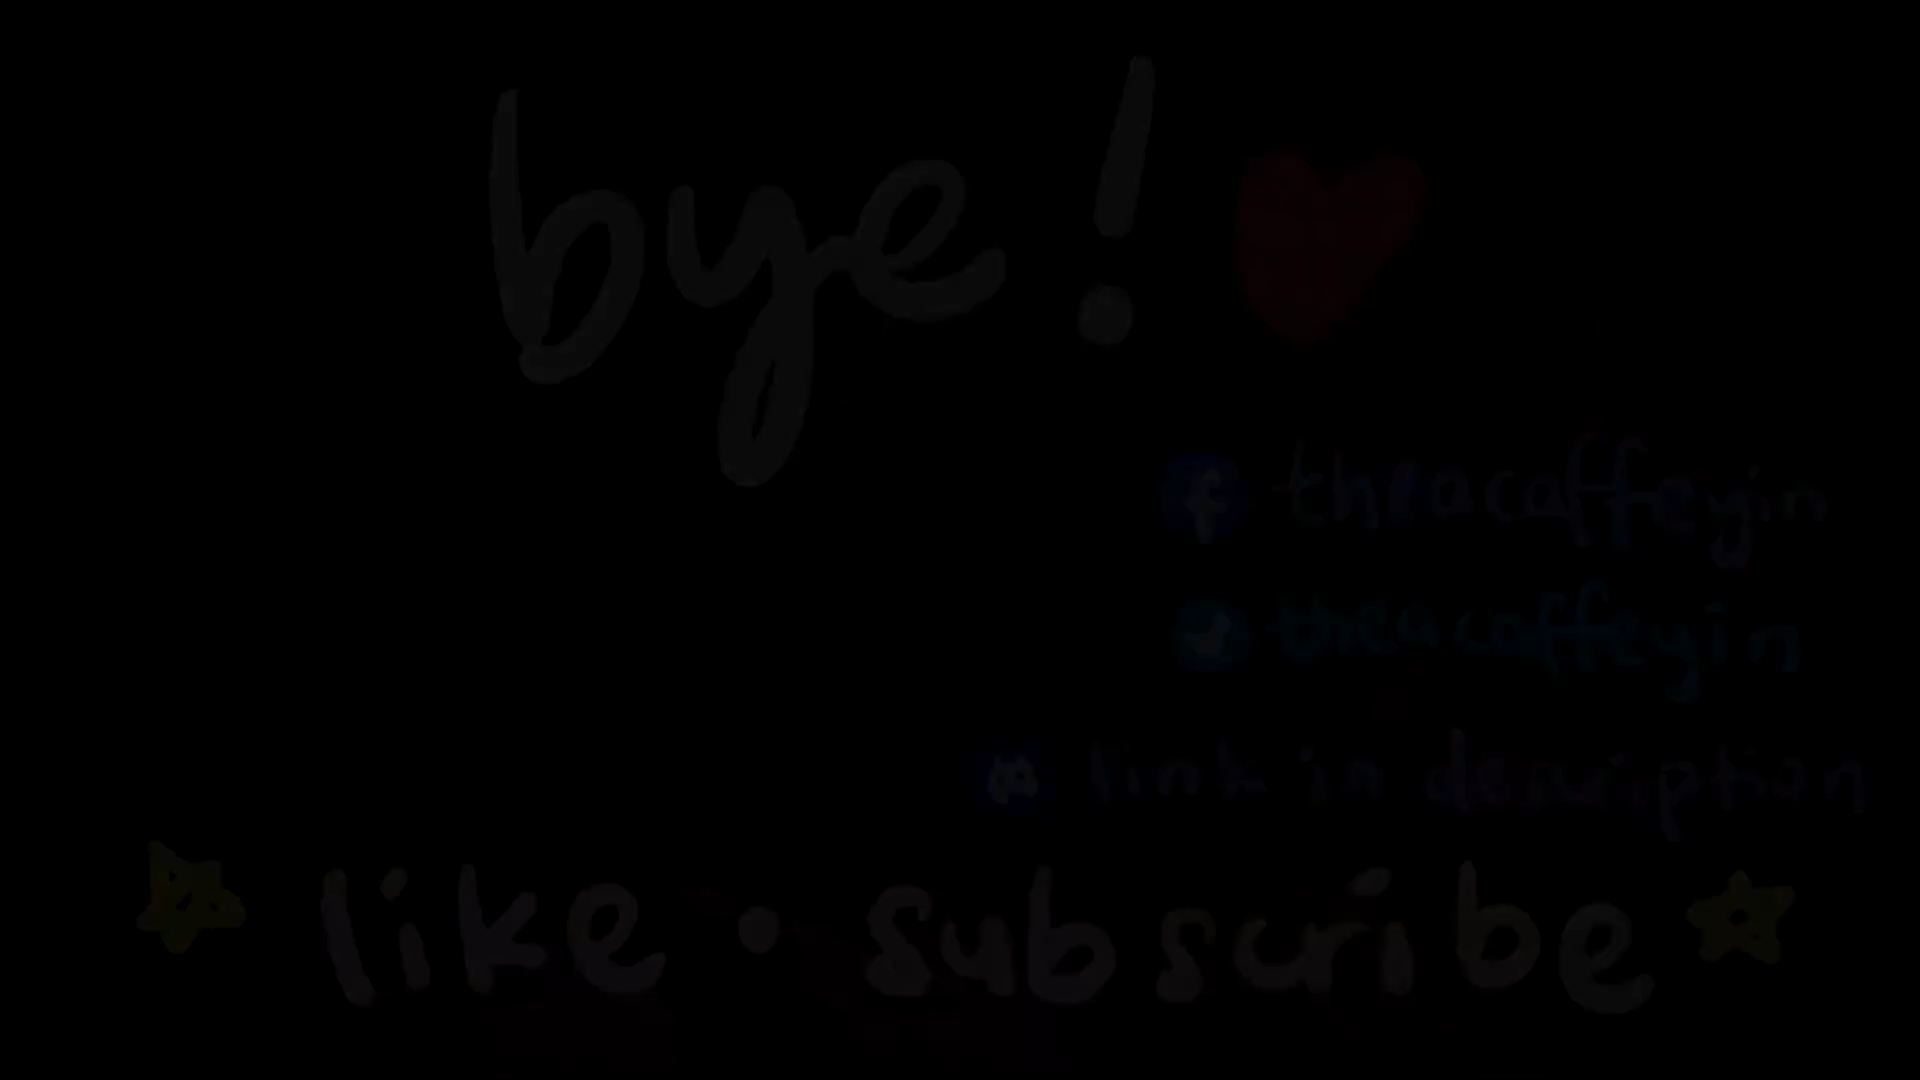 bye!
theacaffeyin
theacaffeyin
link in description
like • subscribe